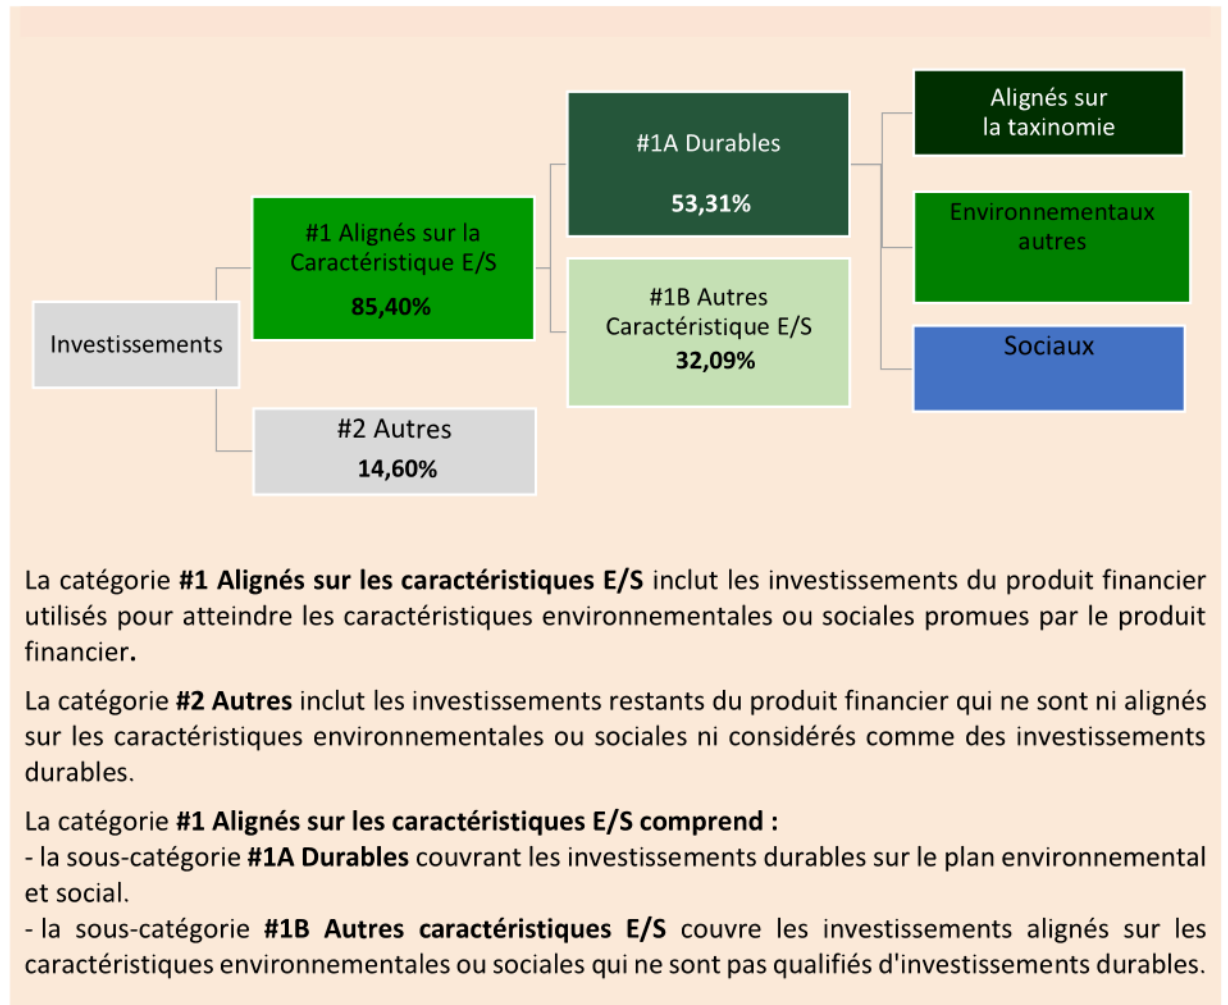 Alignés sur
la taxinomie
#1A Durables
53,31%
Environnementaux
autres
#1 Alignés sur la
Caractéristique E/S
85,40%
#1B Autres
Caractéristique E/S
32,09%
Investissements
Sociaux
#2 Autres
14,60%
La catégorie #1 Alignés sur les caractéristiques E/S inclut les investissements du produit financier
utilisés pour atteindre les caractéristiques environnementales ou sociales promues par le produit
financier.
La catégorie #2 Autres inclut les investissements restants du produit financier qui ne sont ni alignés
sur les caractéristiques environnementales ou sociales ni considérés comme des investissements
durables.
La catégorie #1 Alignés sur les caractéristiques E/S comprend :
- la sous-catégorie #1A Durables couvrant les investissements durables sur le plan environnemental
et social.
- la sous-catégorie #1B Autres caractéristiques E/S couvre les investissements alignés sur les
caractéristiques environnementales ou sociales qui ne sont pas qualifiés d'investissements durables.